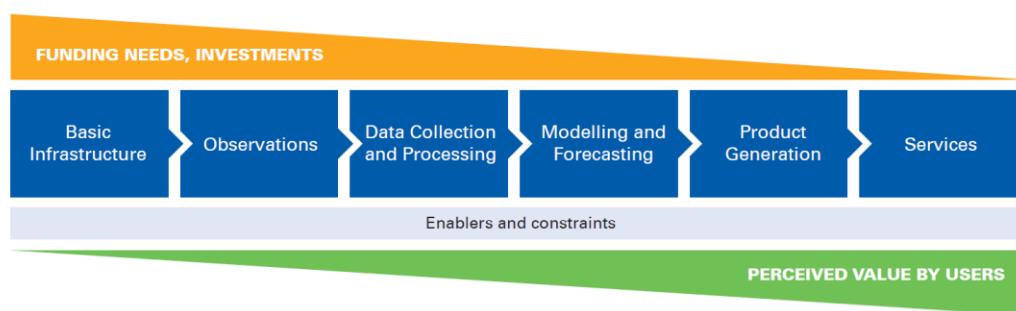 FUNDING NEEDS, INVESTMENTS
Basic
Infrastructure
Observations
Data Collection
and Processing
Modelling and
Forecasting
Product
Generation
Services
Enablers and constraints
PERCEIVED VALUE BY USERS